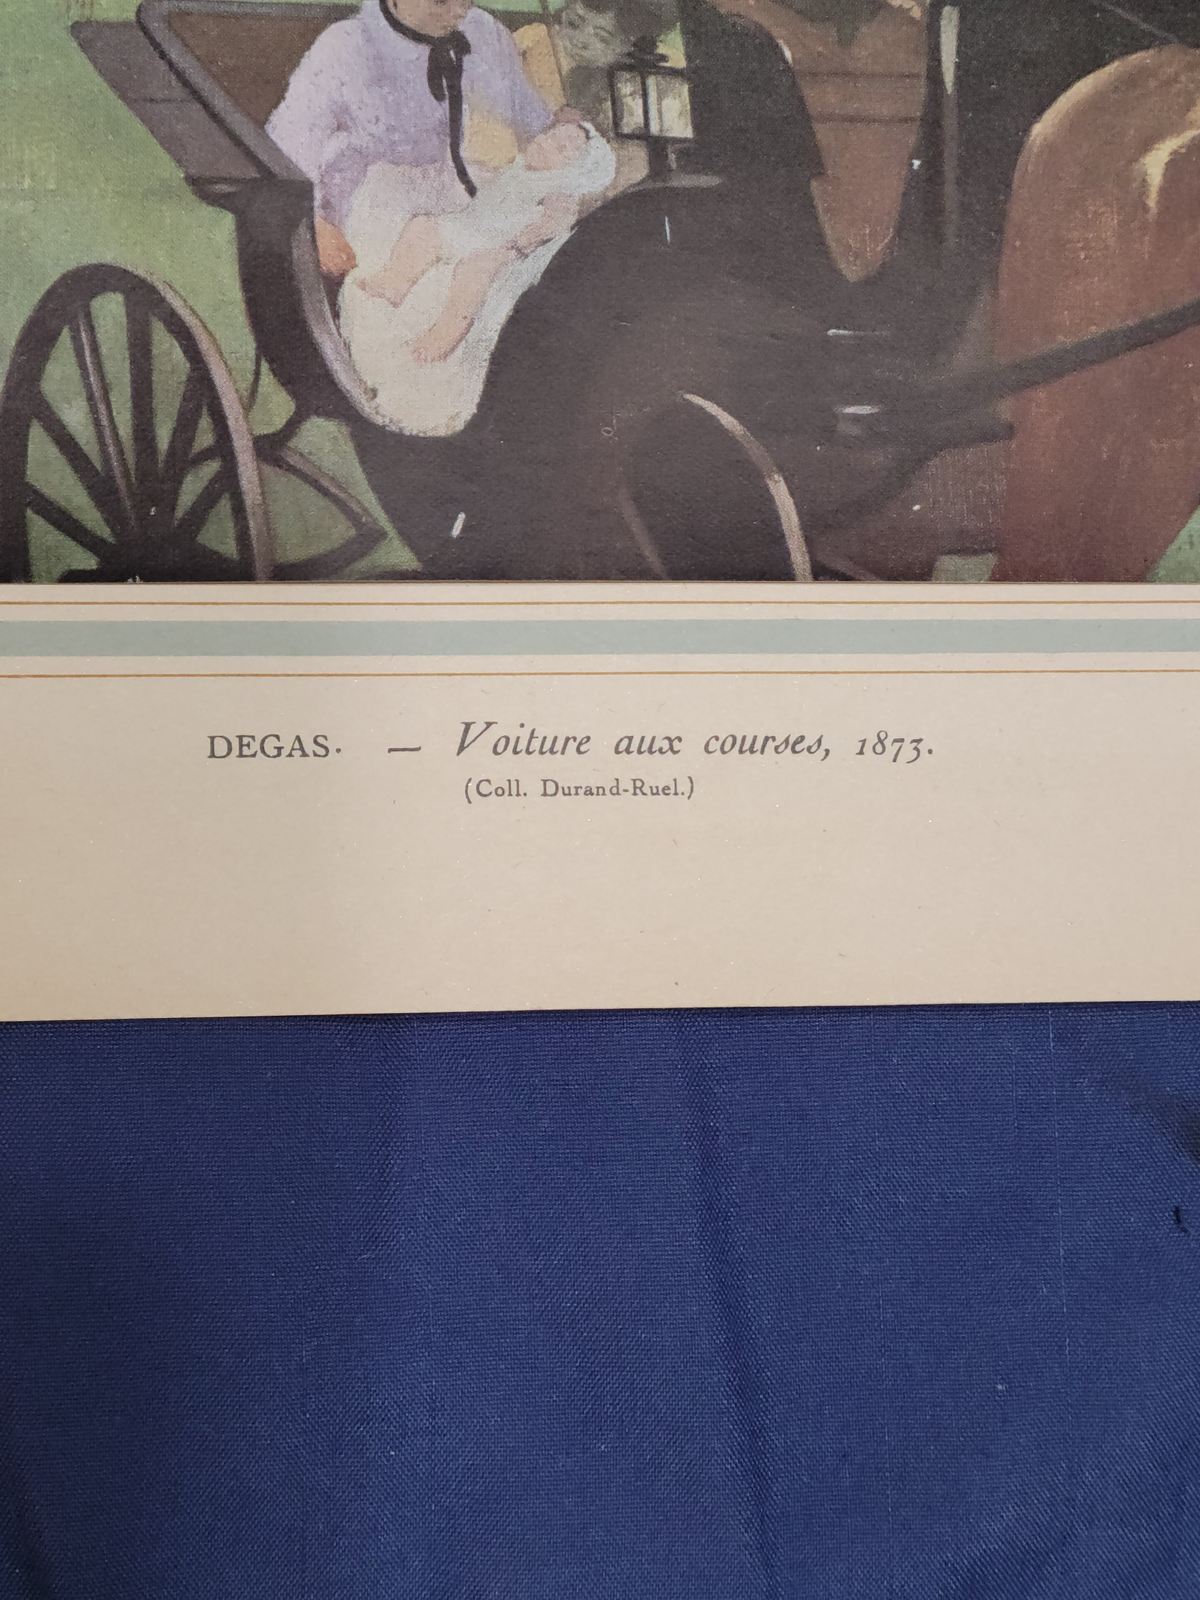 DEGAS. — Voiture aux courses, 1873.
(Coll. Durand-Ruel.)